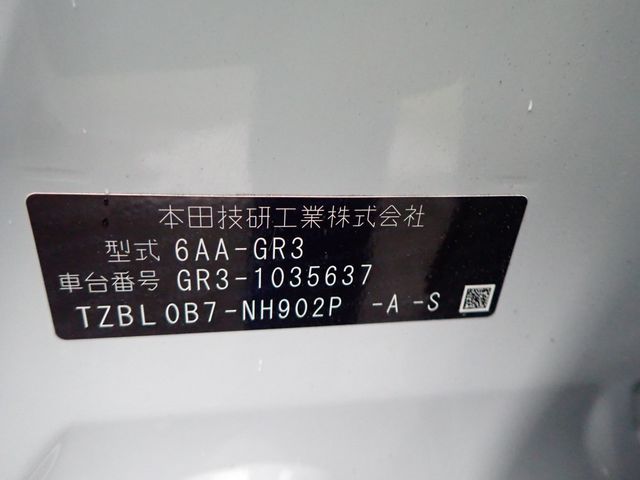 本田技研工業株式会社
型式 6AA-GR3
車台番号 GR3-1035637
TZBL0B7-NH902P -A -S